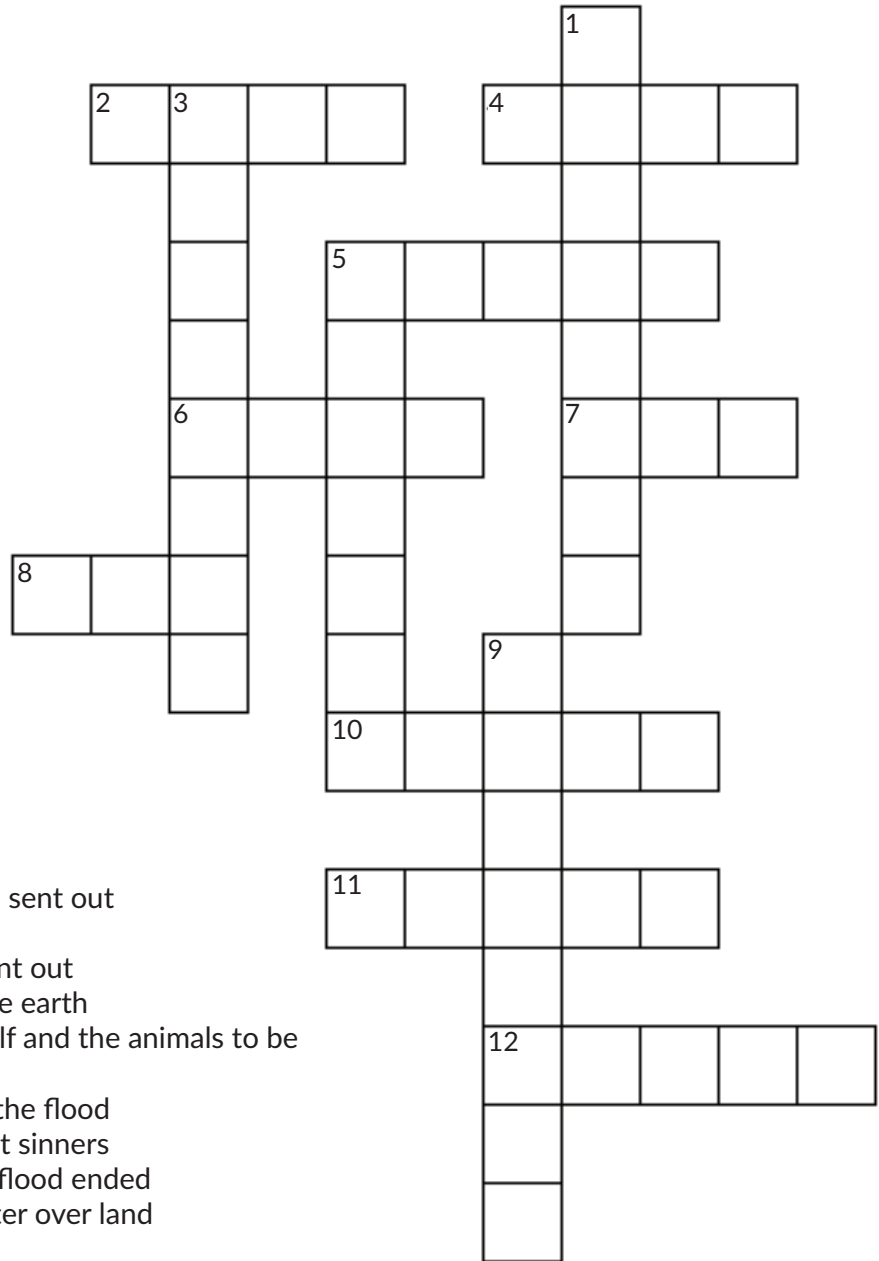 1
2 3 4
5
6 7
8
9
10
11
sent out
nt out
e earth
lf and the animals to be
12
the flood
t sinners
flood ended
ter over land